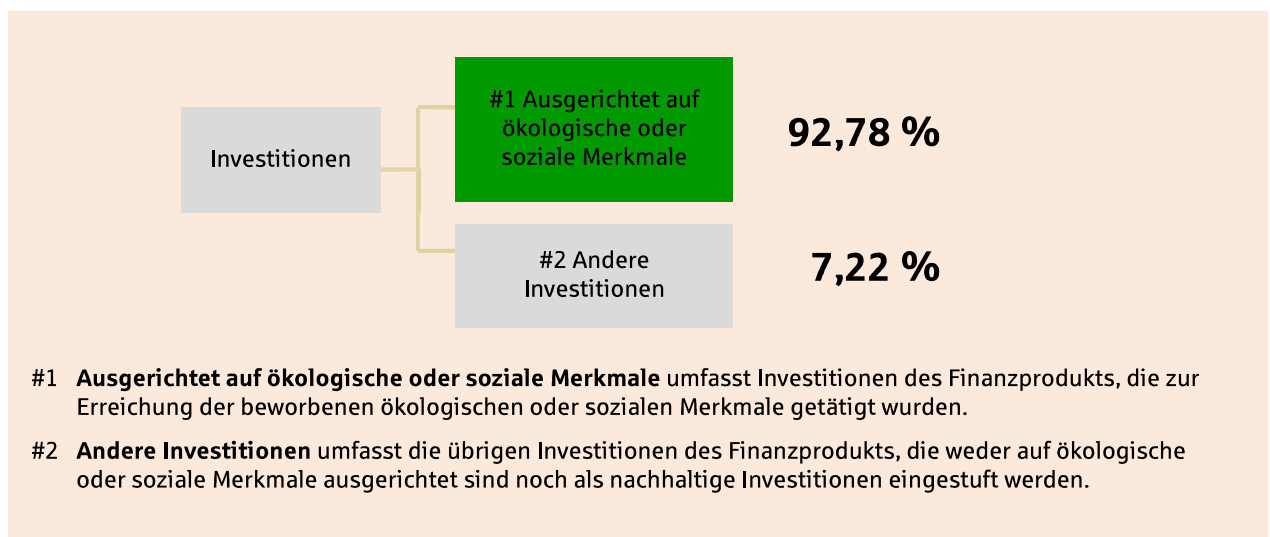 Investitionen
#1 Ausgerichtet auf
ökologische oder
soziale Merkmale
92,78 %
#2 Andere
Investitionen
7,22 %
#1 Ausgerichtet auf ökologische oder soziale Merkmale umfasst Investitionen des Finanzprodukts, die zur
Erreichung der beworbenen ökologischen oder sozialen Merkmale getätigt wurden.
#2 Andere Investitionen umfasst die übrigen Investitionen des Finanzprodukts, die weder auf ökologische
oder soziale Merkmale ausgerichtet sind noch als nachhaltige Investitionen eingestuft werden.